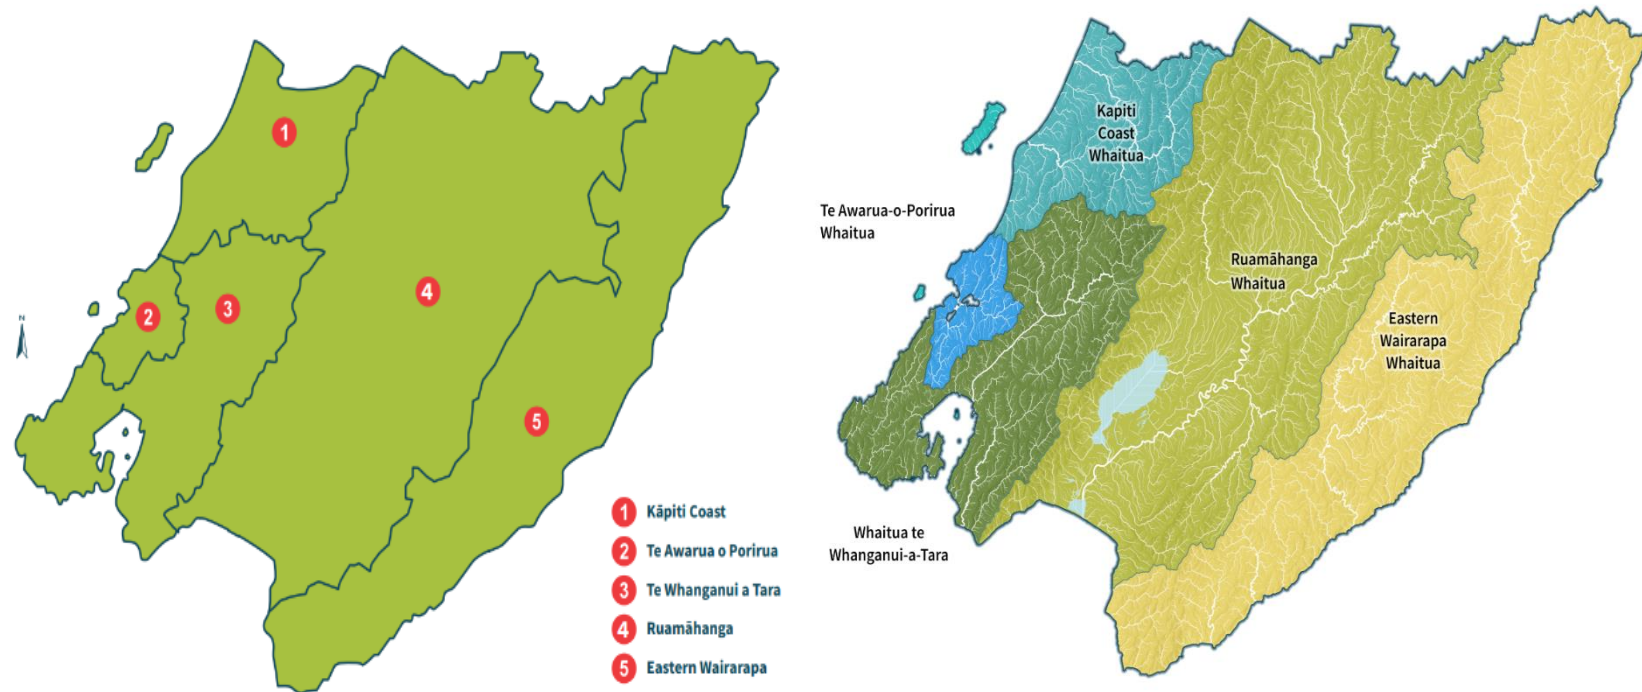 N
1
2
3
4
5
1 Kāpiti Coast
2 Te Awarua o Porirua
3 Te Whanganui a Tara
4 Ruamāhanga
5 Eastern Wairarapa
Kapiti
Coast
Whaitua
Te Awarua-o-Porirua
Whaitua
Ruamāhanga
Whaitua
Eastern
Wairarapa
Whaitua
Whaitua te
Whanganui-a-Tara